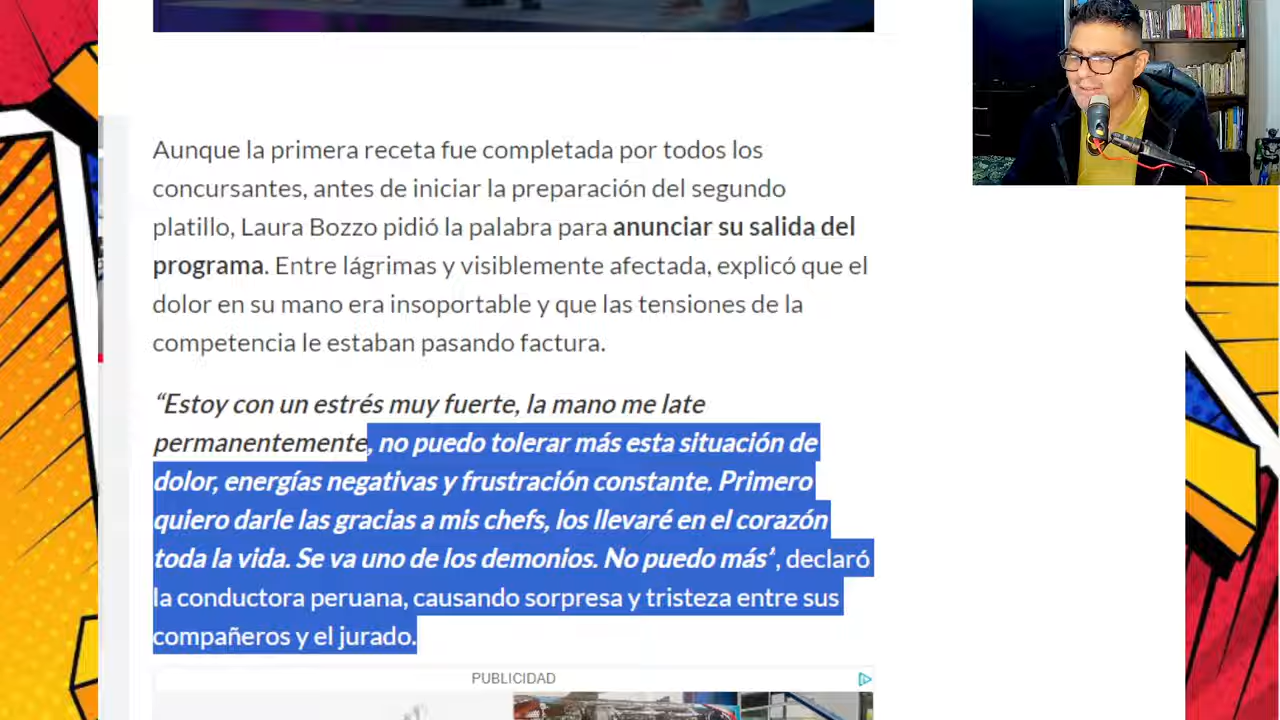 Aunque la primera receta fue completada por todos los
concursantes, antes de iniciar la preparación del segundo
platillo, Laura Bozzo pidió la palabra para anunciar su salida del
programa. Entre lágrimas y visiblemente afectada, explicó que el
dolor en su mano era insoportable y que las tensiones de la
competencia le estaban pasando factura.
“Estoy con un estrés muy fuerte, la mano me late
permanentemente, no puedo tolerar más esta situación de
dolor, energías negativas y frustración constante. Primero
quiero darle las gracias a mis chefs, los llevaré en el corazón
toda la vida. Se va uno de los demonios. No puedo más”, declaró
la conductora peruana, causando sorpresa y tristeza entre sus
compañeros y el jurado.
PUBLICIDAD